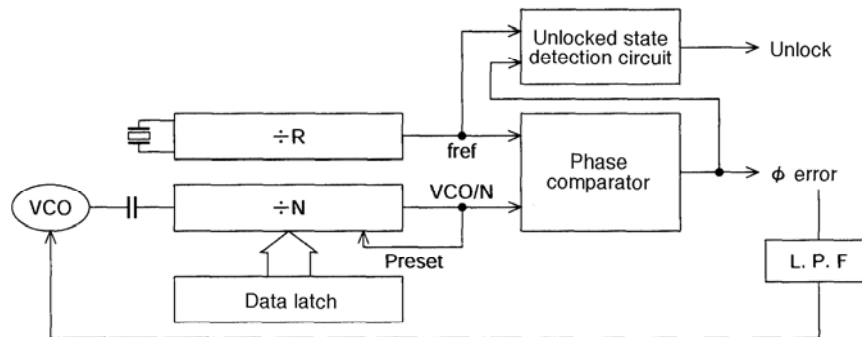 Unlocked state
detection circuit
Unlock
÷R
fref
Phase
comparator
VCO
÷N
VCO/N
ϕ error
Preset
L. P. F
Data latch